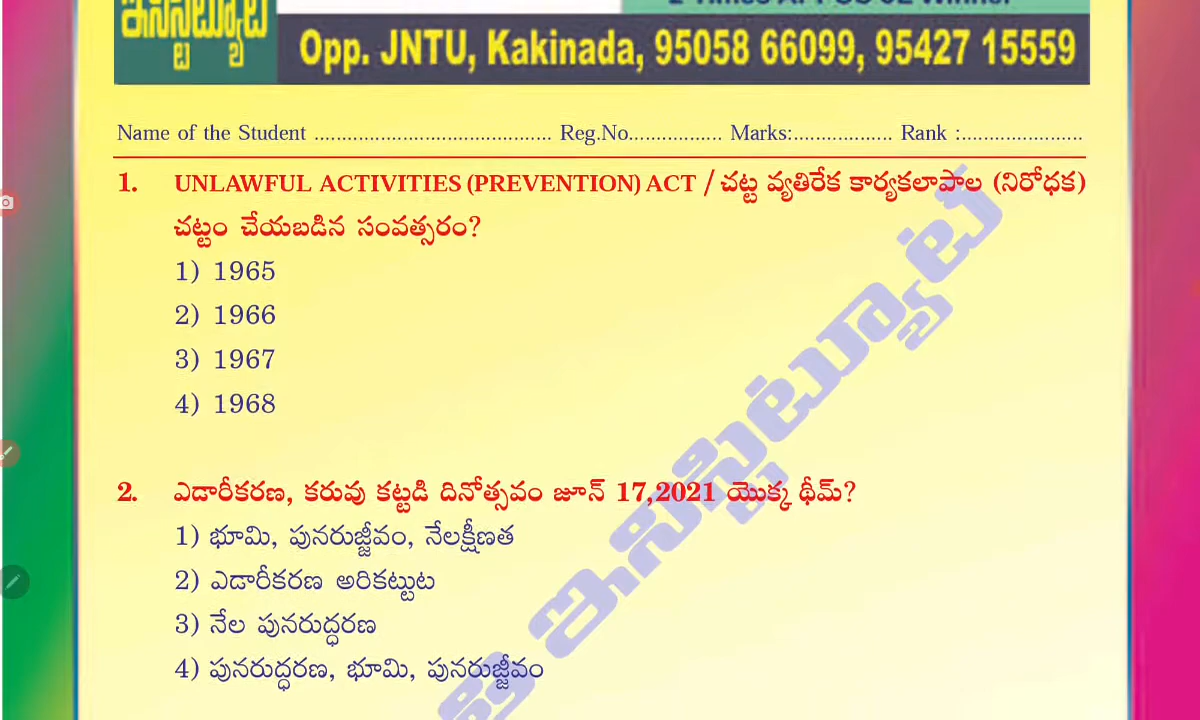 ఇన్‌స్టిట్యూట్
Opp. JNTU, Kakinada, 95058 66099, 95427 15559
Name of the Student ........................................... Reg.No................. Marks:.................. Rank :......................
1. UNLAWFUL ACTIVITIES (PREVENTION) ACT / చట్ట వ్యతిరేక కార్యకలాపాల (నిరోధక)
చట్టం చేయబడిన సంవత్సరం?
1) 1965
2) 1966
3) 1967
4) 1968
2. ఎడారీకరణ, కరువు కట్టడి దినోత్సవం జూన్ 17,2021 యొక్క థీమ్?
1) భూమి, పునరుజ్జీవం, నేలక్షీణత
2) ఎడారీకరణ అరికట్టుట
3) నేల పునరుద్ధరణ
4) పునరుద్ధరణ, భూమి, పునరుజ్జీవం